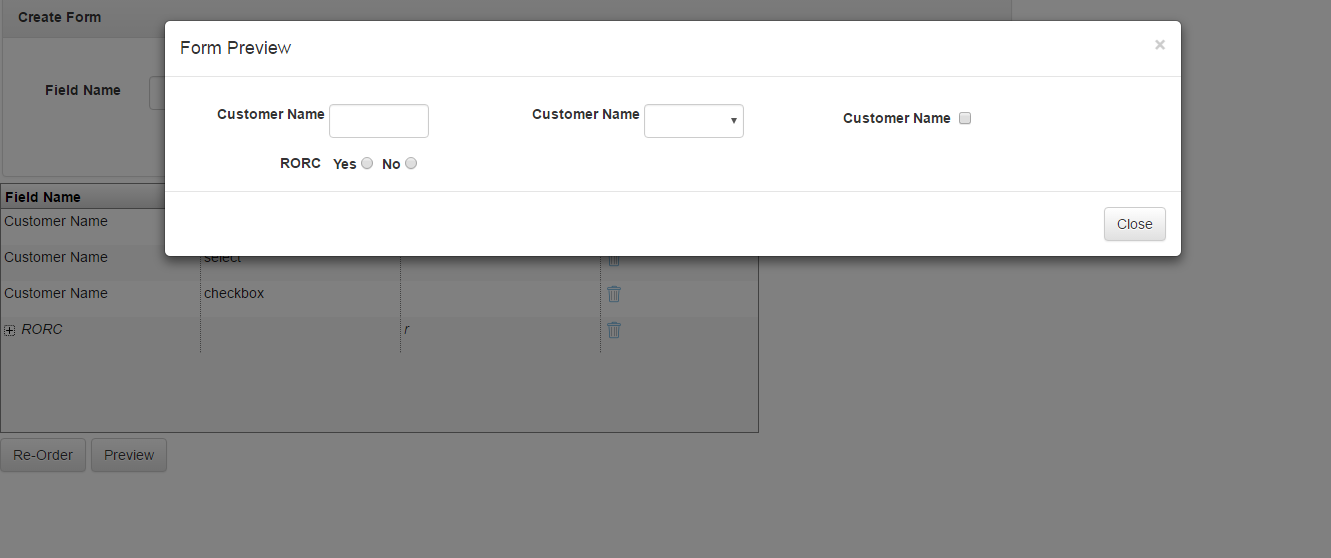 Create Form
Form Preview ×
Field Name
Customer Name Customer Name Customer Name
RORC Yes No
Close
Field Name
Customer Name
Customer Name select
Customer Name checkbox
RORC r
Re-Order Preview